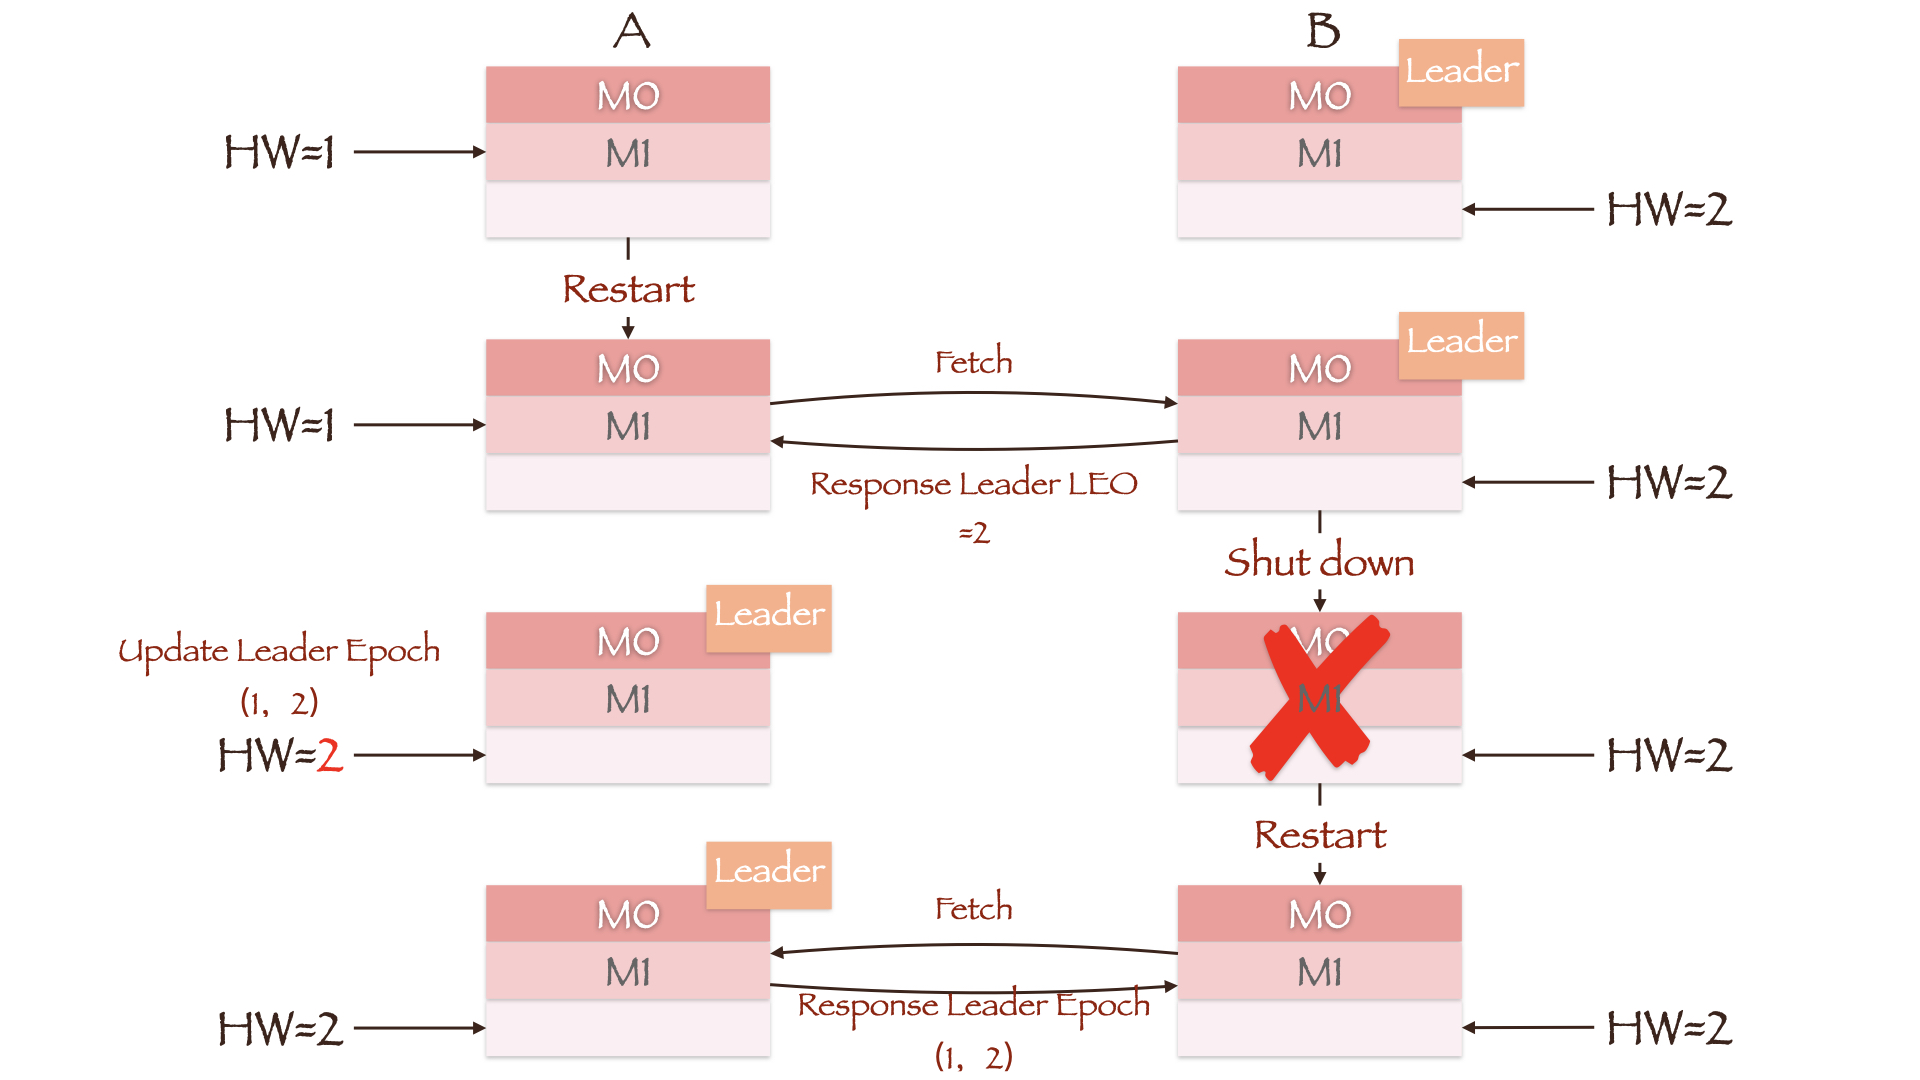 A
B
Leader
M0
M0
HW=1
M1
M1
HW=2
Restart
Leader
M0
Fetch
M0
HW=1
M1
M1
Response Leader LEO
=2
HW=2
Shut down
Leader
M0
M0
Update Leader Epoch
(1, 2)
M1
M1
HW=2
HW=2
Restart
Leader
M0
Fetch
M0
M1
M1
Response Leader Epoch
(1, 2)
HW=2
HW=2